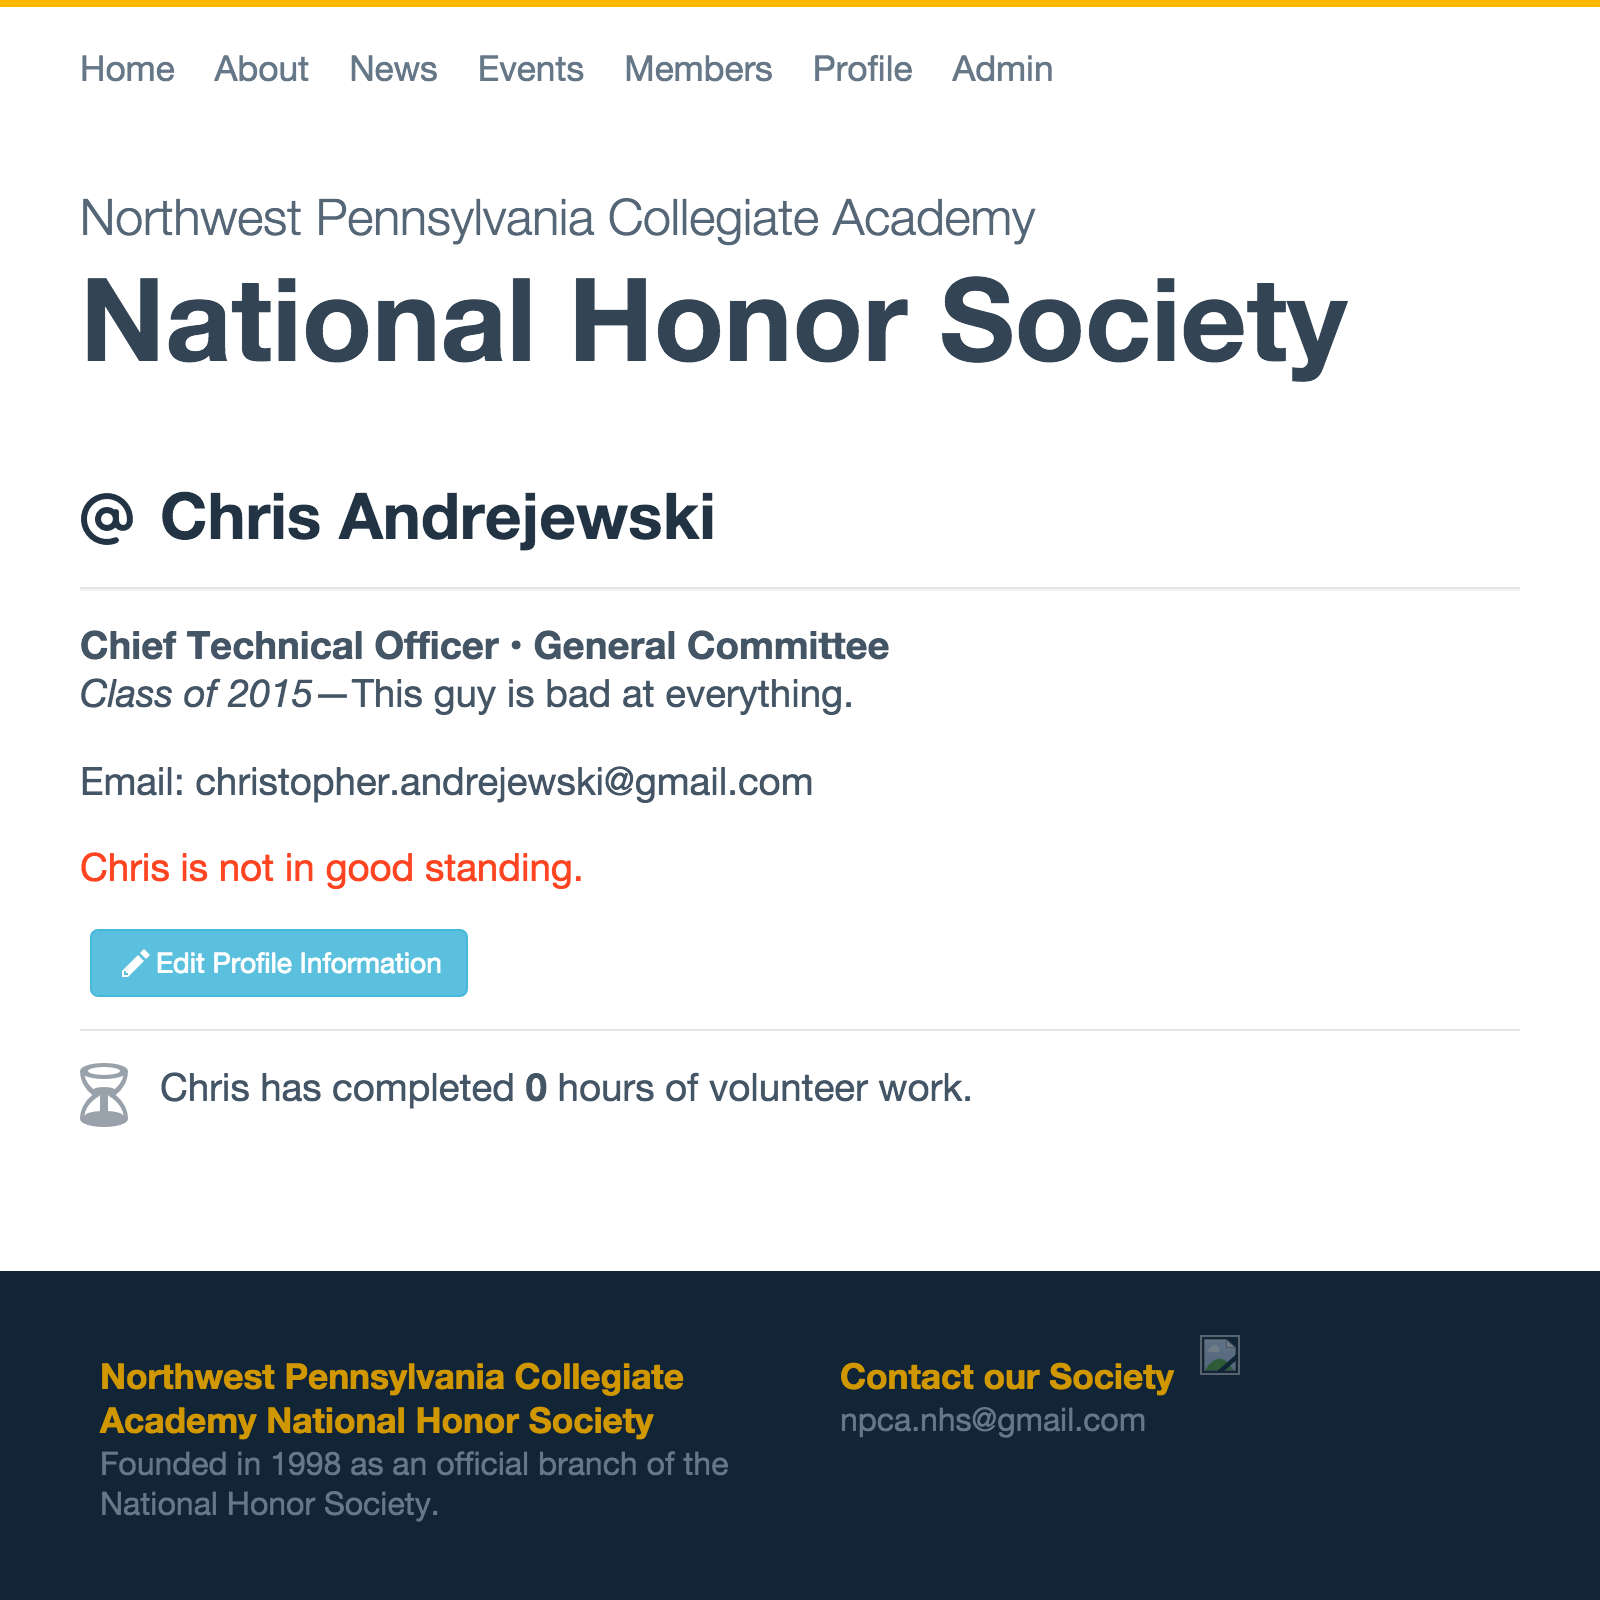 Home About News Events Members Profile Admin
Northwest Pennsylvania Collegiate Academy
National Honor Society
@ Chris Andrejewski
Chief Technical Officer • General Committee
Class of 2015—This guy is bad at everything.
Email: christopher.andrejewski@gmail.com
Chris is not in good standing.
Edit Profile Information
Chris has completed 0 hours of volunteer work.
Northwest Pennsylvania Collegiate
Academy National Honor Society
Founded in 1998 as an official branch of the
National Honor Society.
Contact our Society
npca.nhs@gmail.com